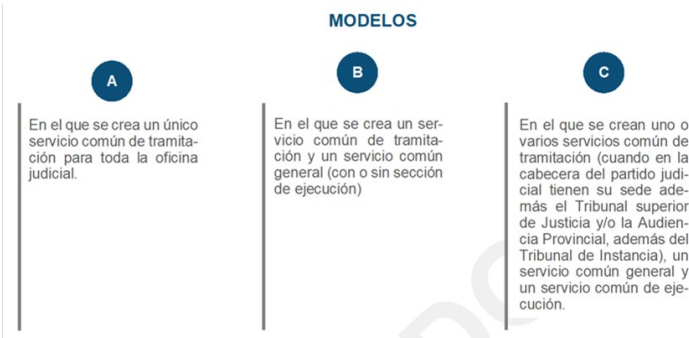 MODELOS
A
En el que se crea un único
servicio común de tramita-
ción para toda la oficina
judicial.
B
En el que se crea un ser-
vicio común de tramita-
ción y un servicio común
general (con o sin sección
de ejecución)
C
En el que se crean uno o
varios servicios común de
tramitación (cuando en la
cabecera del partido judi-
cial tienen su sede ade-
más el Tribunal superior
de Justicia y/o la Audien-
cia Provincial, además del
Tribunal de Instancia), un
servicio común general y
un servicio común de eje-
cución.